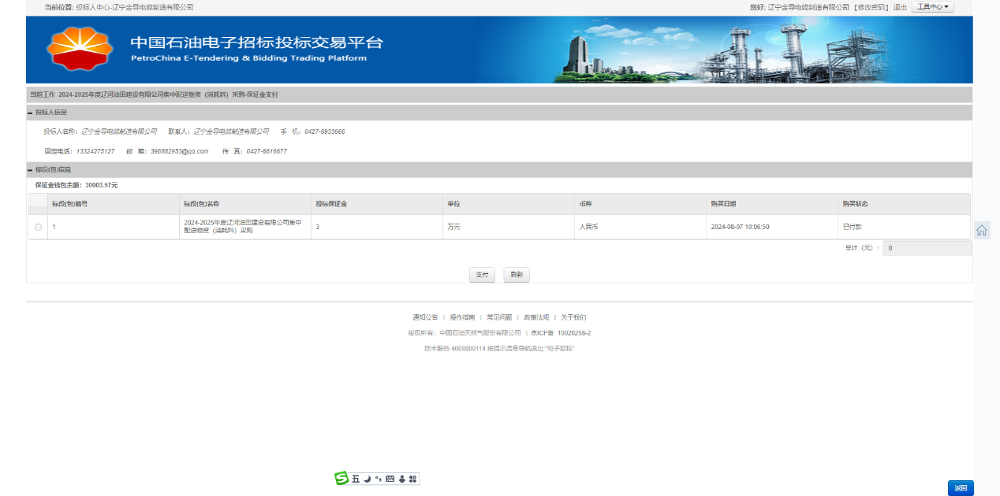 当前位置: 投标人中心-辽宁金导电缆制造有限公司 您好: 辽宁金导电缆制造有限公司 【修改密码】 退出 工具中心
中国石油电子招标投标交易平台
PetroChina E-Tendering & Bidding Trading Platform
当前工作 2024-2025年度辽河油田建设有限公司集中配送物资（消耗料）采购-保证金支付
投标人信息
投标人名称：辽宁金导电缆制造有限公司 联系人：辽宁金导电缆制造有限公司 手 机：0427-6933666
固定电话：13324275127 邮 箱：398882953@qq.com 传 真：0427-6816677
标段(包)信息
保证金钱包余额：30003.57元
标段(包)编号 标段(包)名称 投标保证金 单位 币种 购买日期 购买状态
1 2024-2025年度辽河油田建设有限公司集中 3 万元 人民币 2024-08-07 10:06:50 已付款
配送物资（消耗料）采购
总计（元）： 0
支付 刷新
通知公告 | 操作指南 | 常见问题 | 政策法规 | 关于我们
版权所有：中国石油天然气股份有限公司 | 京ICP备 10020258-2
技术服务:4008800114 按提示语音导航说出:"电子招标"
五
返回